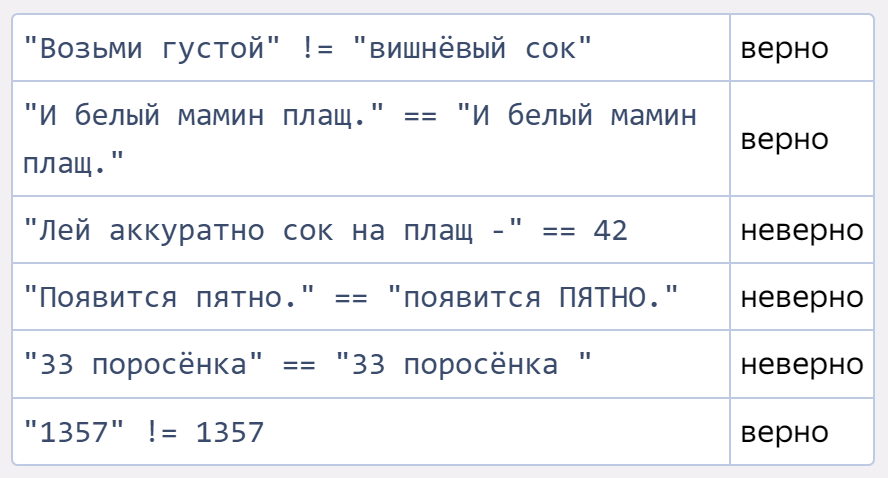 "Возьми густой" != "вишнёвый сок" верно
"И белый мамин плащ." == "И белый мамин
плащ." верно
"Лей аккуратно сок на плащ -" == 42 неверно
"Появится пятно." == "появится ПЯТНО." неверно
"33 поросёнка" == "33 поросёнка " неверно
"1357" != 1357 верно